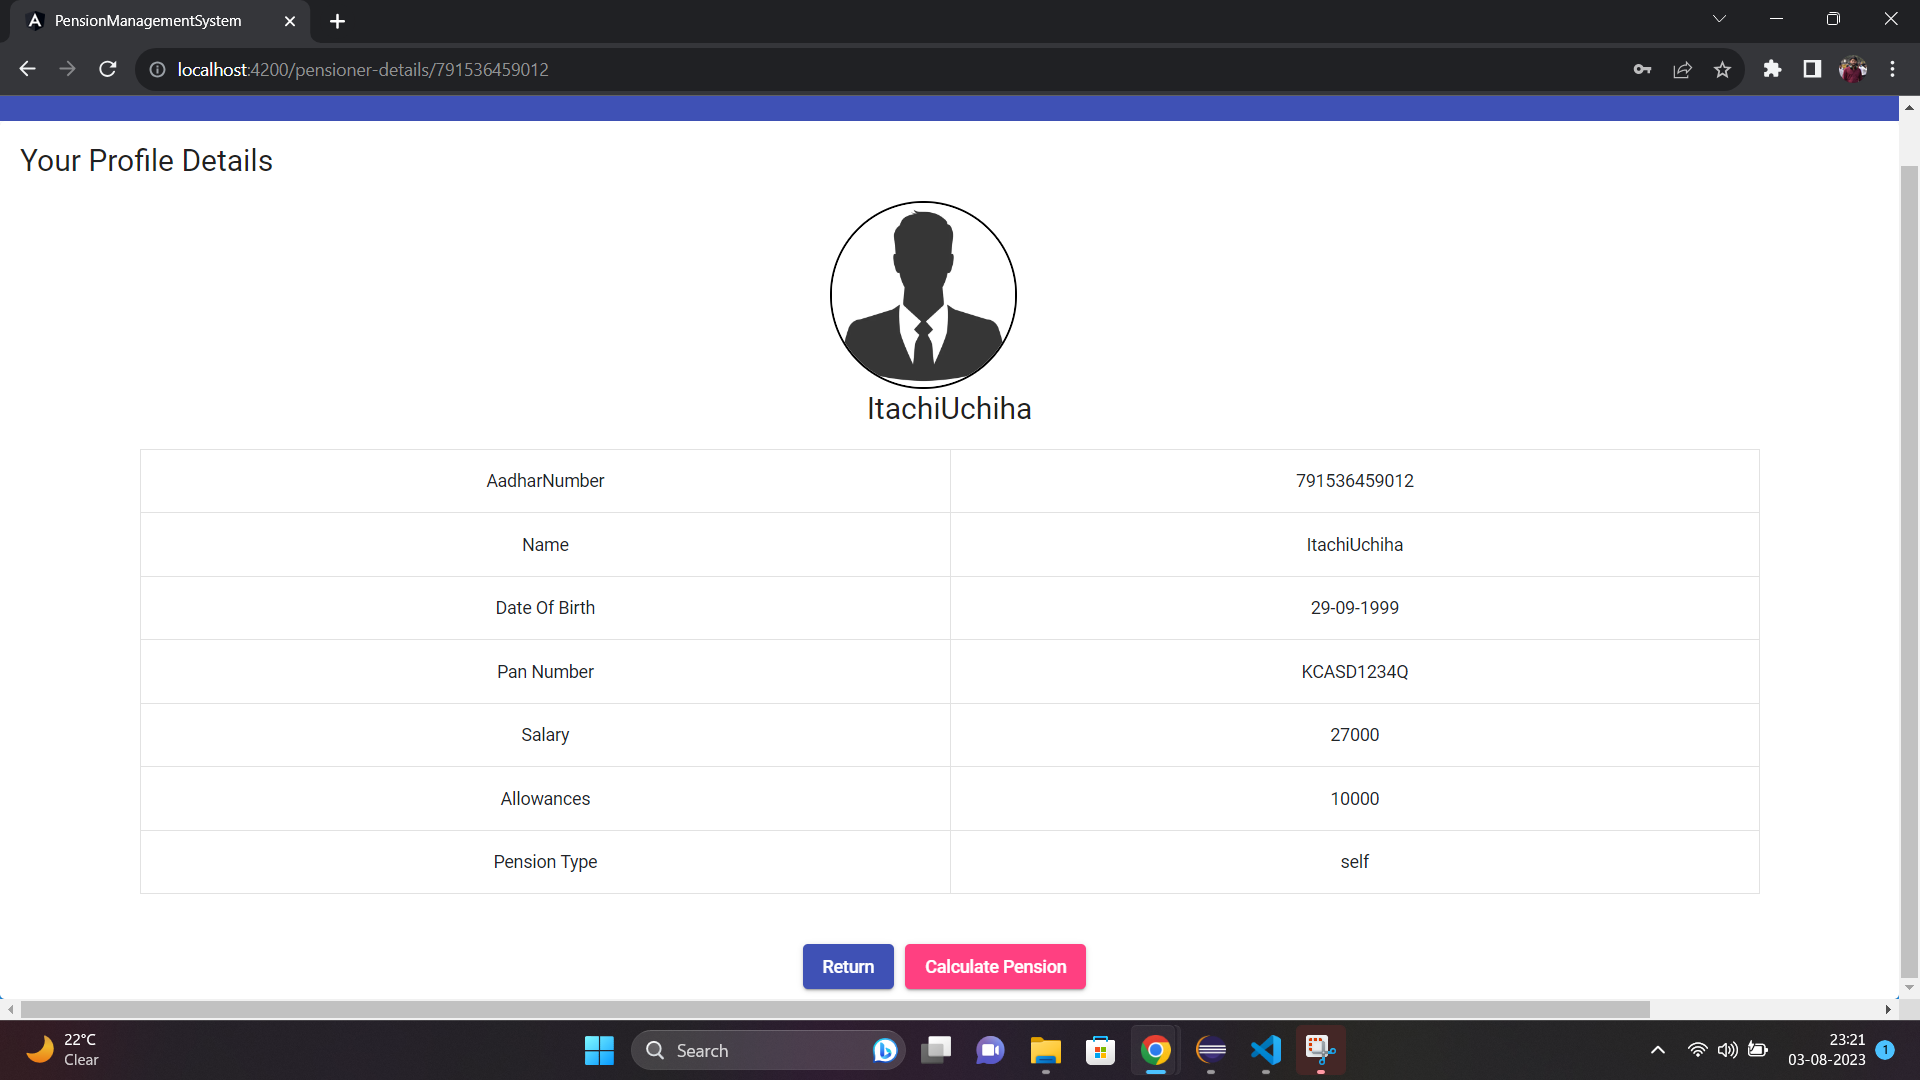 PensionManagementSystem
localhost:4200/pensioner-details/791536459012
Your Profile Details
ItachiUchiha
AadharNumber 791536459012
Name ItachiUchiha
Date Of Birth 29-09-1999
Pan Number KCASD1234Q
Salary 27000
Allowances 10000
Pension Type self
Return Calculate Pension
22°C
Clear
Search
23:21
03-08-2023
1